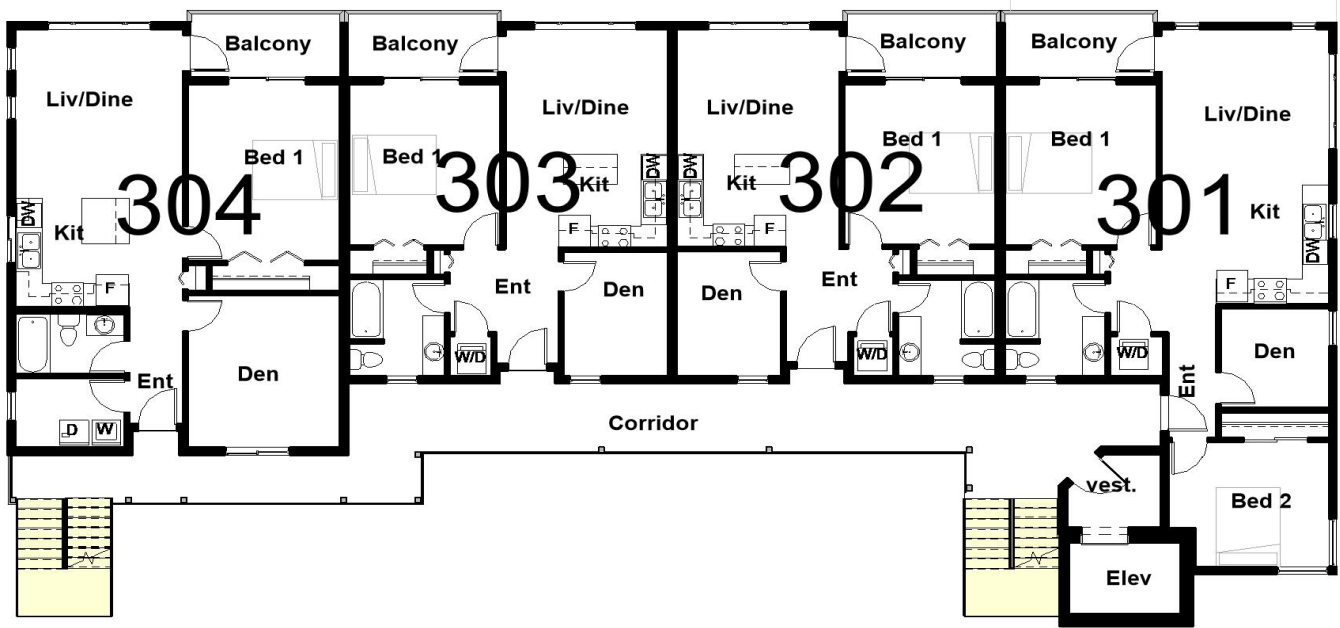 Balcony
Balcony
Balcony
Balcony
Liv/Dine
Liv/Dine
Liv/Dine
Liv/Dine
Bed 1
Bed 1
Bed 1
Bed 1
304
303
302
301
DW
Kit
F
DW
Kit
F
DW
Kit
F
DW
Kit
F
Ent
Den
Den
Ent
W/D
W/D
W/D
Den
Ent
Den
Ent
D
W
Corridor
vest.
Bed 2
Elev